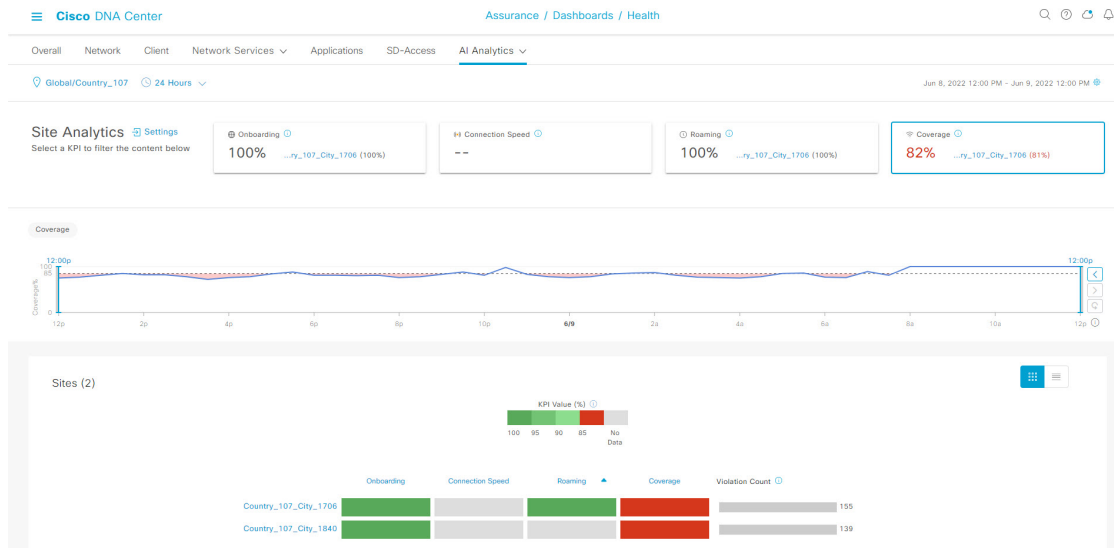 Cisco DNA Center
Assurance / Dashboards / Health
Overall Network Client Network Services Applications SD-Access AI Analytics
Global/Country_107 24 Hours
Jun 8, 2022 12:00 PM - Jun 9, 2022 12:00 PM
Site Analytics Settings
Select a KPI to filter the content below
Onboarding
100% ...ry_107_City_1706 (100%)
Connection Speed
--
Roaming
100% ...ry_107_City_1706 (100%)
Coverage
82% ...ry_107_City_1706 (81%)
Coverage
12:00p 12:00p
100
85
0
Coverage%
12p 2p 4p 6p 8p 10p 6/9 2a 4a 6a 8a 10a 12p
Sites (2)
KPI Value (%)
100 95 90 85 No
Data
Onboarding Connection Speed Roaming Coverage Violation Count
Country_107_City_1706 155
Country_107_City_1840 139